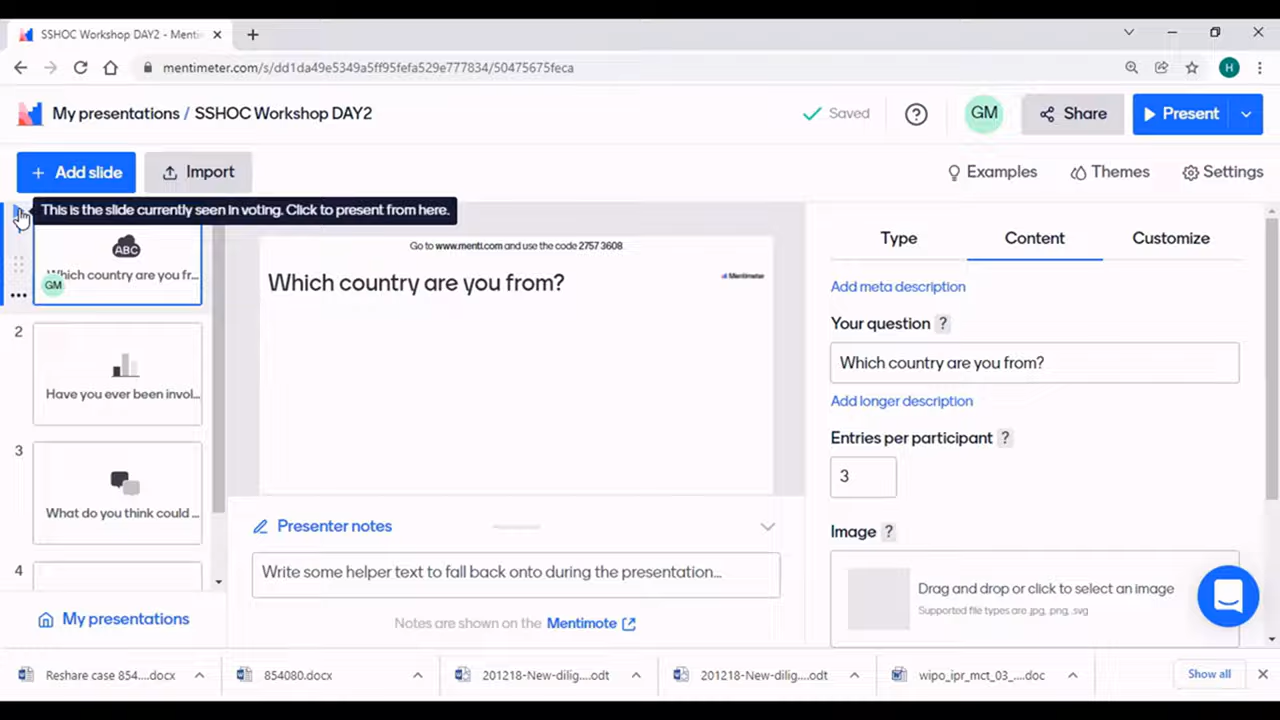 SSHOC Workshop DAY2 - Menti
mentimeter.com/s/dd1da49e5349a5ff95fefa529e777834/50475675feca
H
My presentations / SSHOC Workshop DAY2
Saved
?
GM
Share
Present
+ Add slide
Import
Examples
Themes
Settings
This is the slide currently seen in voting. Click to present from here.
ABC
Which country are you fr...
GM
2
Have you ever been invol...
3
What do you think could ...
4
My presentations
Go to www.menti.com and use the code 2757 3608
Which country are you from?
Mentimeter
Presenter notes
Write some helper text to fall back onto during the presentation...
Notes are shown on the Mentimote
Type
Content
Customize
Add meta description
Your question ?
Which country are you from?
Add longer description
Entries per participant ?
3
Image ?
Drag and drop or click to select an image
Supported file types are .jpg, .png, .svg
Reshare case 854....docx
854080.docx
201218-New-dilig....odt
201218-New-dilig....odt
wipo_ipr_mct_03_....doc
Show all